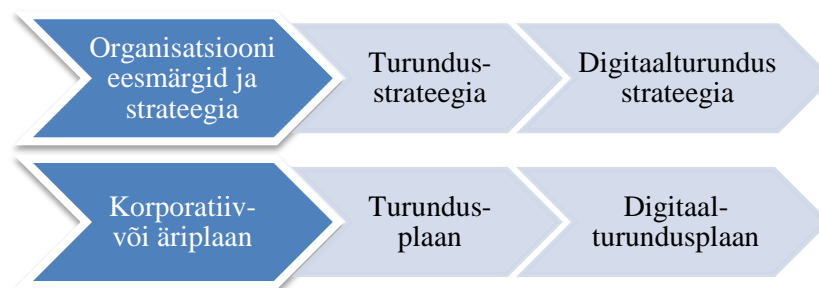 Organisatsiooni
eesmärgid ja
strateegia
Turundus-
strateegia
Digitaalturundus
strateegia
Korporatiiv-
või äriplaan
Turundus-
plaan
Digitaal-
turundusplaan